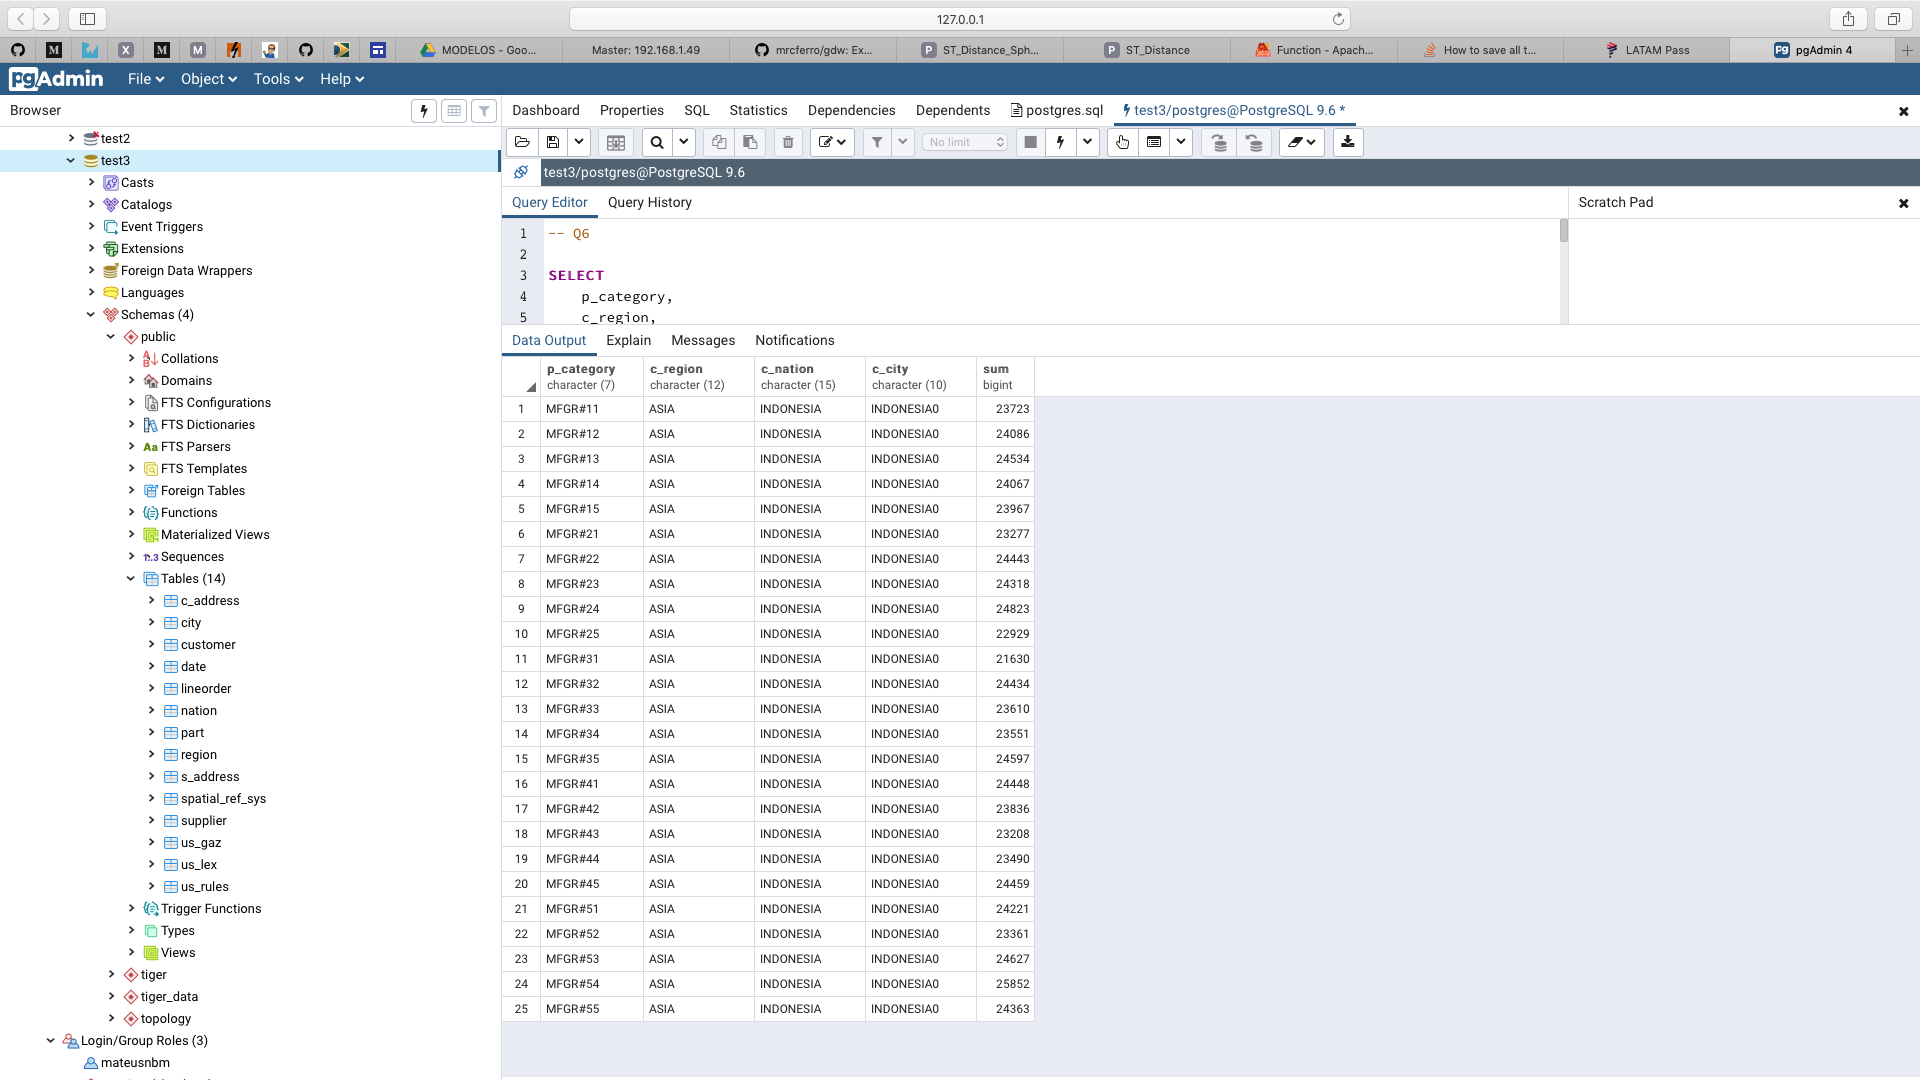 127.0.0.1
MODELOS - Goo...
Master: 192.168.1.49
mrcferro/gdw: Ex...
ST_Distance_Sph...
ST_Distance
Function - Apach...
How to save all t...
LATAM Pass
pgAdmin 4
pgAdmin File Object Tools Help
Browser
Dashboard Properties SQL Statistics Dependencies Dependents postgres.sql test3/postgres@PostgreSQL 9.6 *
No limit
test3/postgres@PostgreSQL 9.6
Query Editor Query History
Scratch Pad
1 -- Q6
2
3 SELECT
4 p_category,
5 c_region,
Data Output Explain Messages Notifications
p_category character (7) c_region character (12) c_nation character (15) c_city character (10) sum bigint
1 MFGR#11 ASIA INDONESIA INDONESIA0 23723
2 MFGR#12 ASIA INDONESIA INDONESIA0 24086
3 MFGR#13 ASIA INDONESIA INDONESIA0 24534
4 MFGR#14 ASIA INDONESIA INDONESIA0 24067
5 MFGR#15 ASIA INDONESIA INDONESIA0 23967
6 MFGR#21 ASIA INDONESIA INDONESIA0 23277
7 MFGR#22 ASIA INDONESIA INDONESIA0 24443
8 MFGR#23 ASIA INDONESIA INDONESIA0 24318
9 MFGR#24 ASIA INDONESIA INDONESIA0 24823
10 MFGR#25 ASIA INDONESIA INDONESIA0 22929
11 MFGR#31 ASIA INDONESIA INDONESIA0 21630
12 MFGR#32 ASIA INDONESIA INDONESIA0 24434
13 MFGR#33 ASIA INDONESIA INDONESIA0 23610
14 MFGR#34 ASIA INDONESIA INDONESIA0 23551
15 MFGR#35 ASIA INDONESIA INDONESIA0 24597
16 MFGR#41 ASIA INDONESIA INDONESIA0 24448
17 MFGR#42 ASIA INDONESIA INDONESIA0 23836
18 MFGR#43 ASIA INDONESIA INDONESIA0 23208
19 MFGR#44 ASIA INDONESIA INDONESIA0 23490
20 MFGR#45 ASIA INDONESIA INDONESIA0 24459
21 MFGR#51 ASIA INDONESIA INDONESIA0 24221
22 MFGR#52 ASIA INDONESIA INDONESIA0 23361
23 MFGR#53 ASIA INDONESIA INDONESIA0 24627
24 MFGR#54 ASIA INDONESIA INDONESIA0 25852
25 MFGR#55 ASIA INDONESIA INDONESIA0 24363
test2
test3
Casts
Catalogs
Event Triggers
Extensions
Foreign Data Wrappers
Languages
Schemas (4)
public
Collations
Domains
FTS Configurations
FTS Dictionaries
FTS Parsers
FTS Templates
Foreign Tables
Functions
Materialized Views
Sequences
Tables (14)
c_address
city
customer
date
lineorder
nation
part
region
s_address
spatial_ref_sys
supplier
us_gaz
us_lex
us_rules
Trigger Functions
Types
Views
tiger
tiger_data
topology
Login/Group Roles (3)
mateusnbm